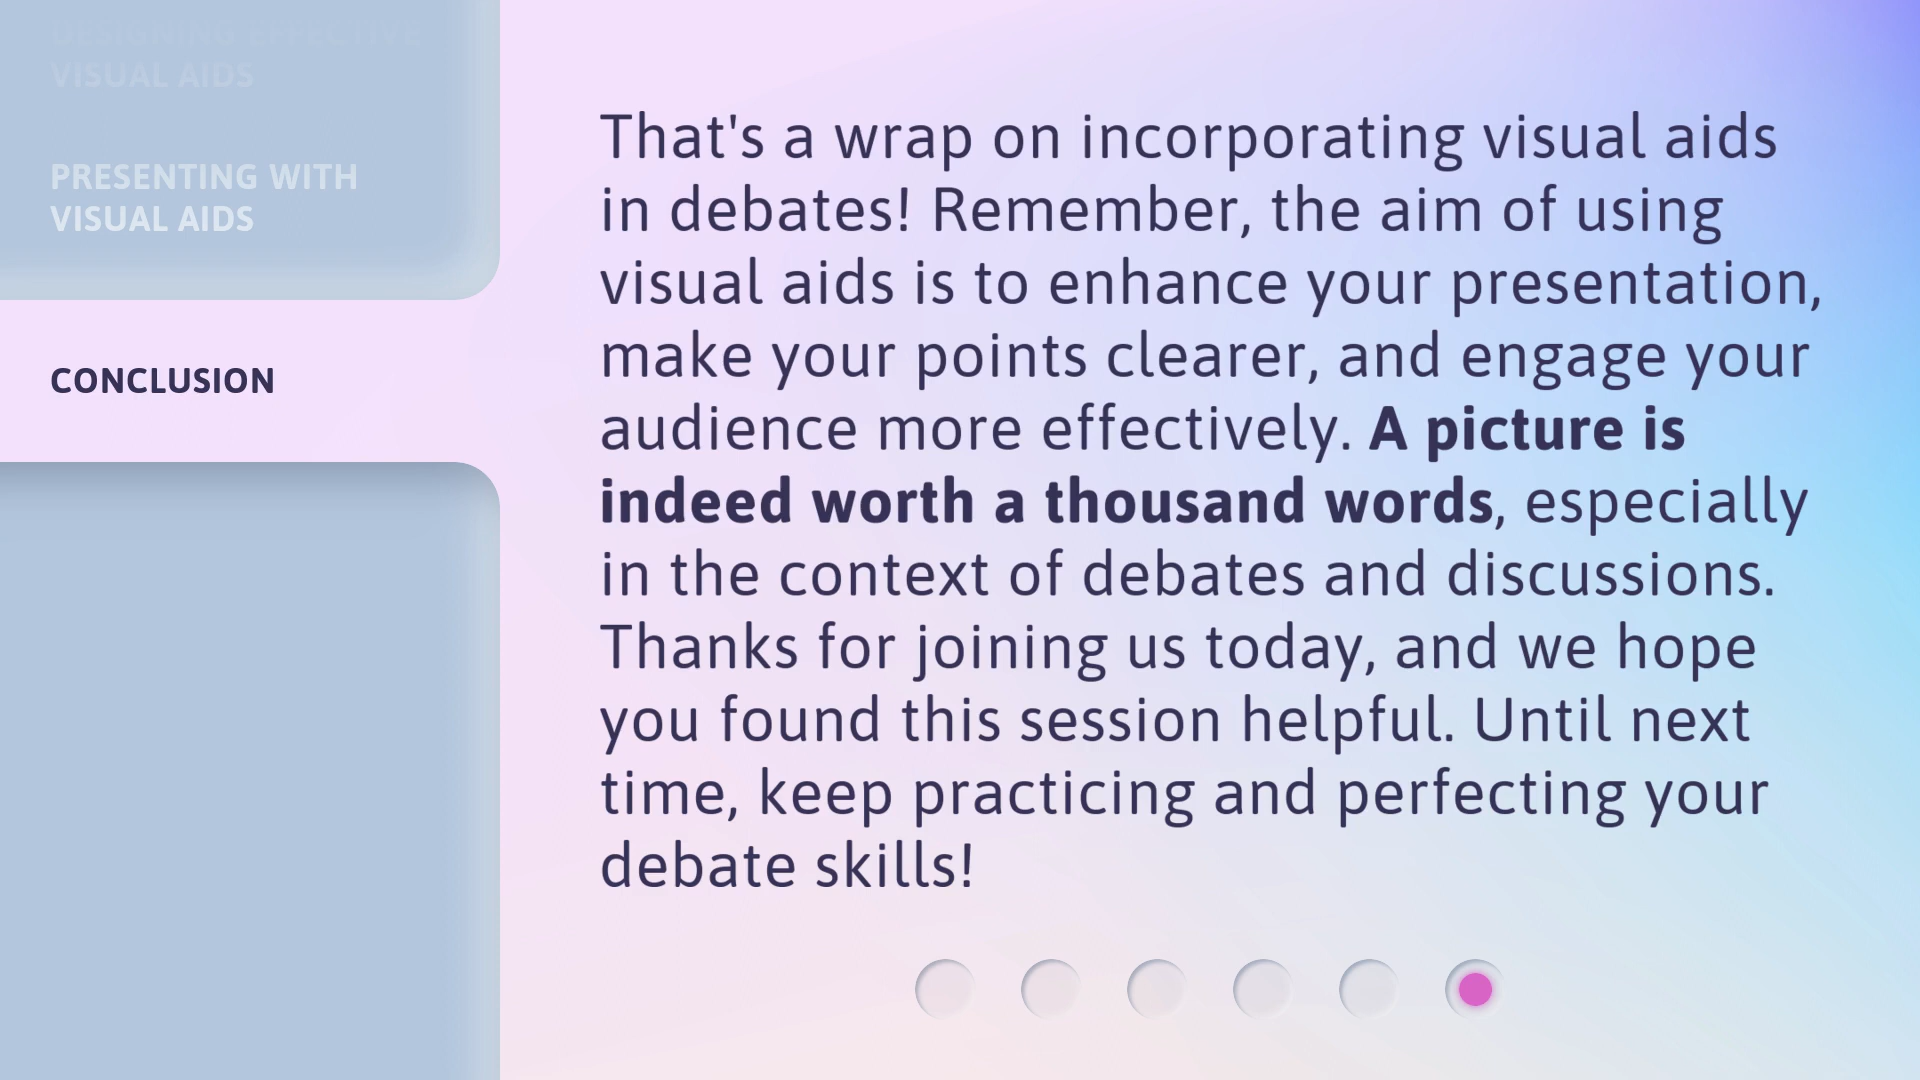 DESIGNING EFFECTIVE
VISUAL AIDS
PRESENTING WITH
VISUAL AIDS
CONCLUSION
That's a wrap on incorporating visual aids
in debates! Remember, the aim of using
visual aids is to enhance your presentation,
make your points clearer, and engage your
audience more effectively. A picture is
indeed worth a thousand words, especially
in the context of debates and discussions.
Thanks for joining us today, and we hope
you found this session helpful. Until next
time, keep practicing and perfecting your
debate skills!